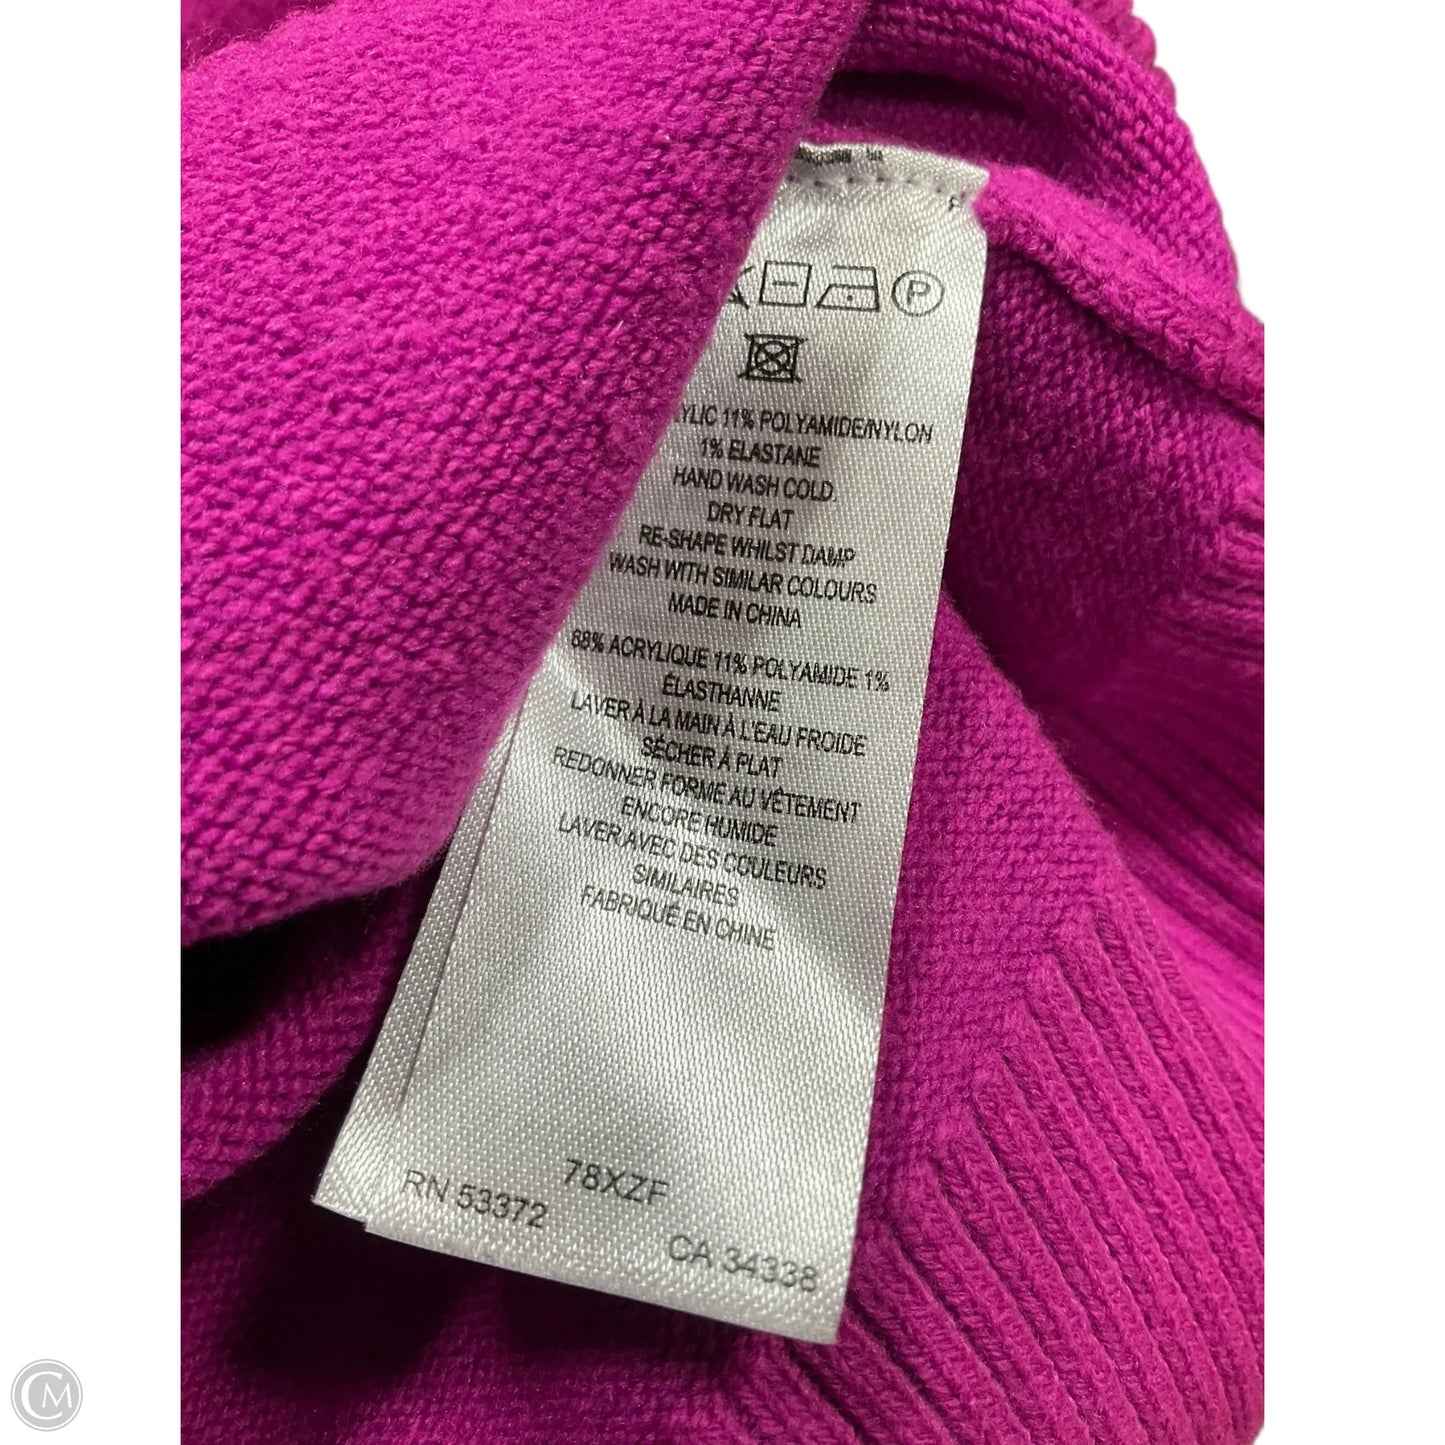 P
11% POLYAMIDE/NYLON
1% ELASTANE
HAND WASH COLD
DRY FLAT
RE-SHAPE WHILST DAMP
WASH WITH SIMILAR COLOURS
MADE IN CHINA
88% ACRYLIQUE 11% POLYAMIDE 1%
ÉLASTHANNE
LAVER À LA MAIN À L'EAU FROIDE
SÉCHER À PLAT
REDONNER FORME AU VÊTEMENT
ENCORE HUMIDE
LAVER AVEC DES COULEURS
SIMILAIRES
FABRIQUÉ EN CHINE
78XZF
RN 53372
CA 34338
CM